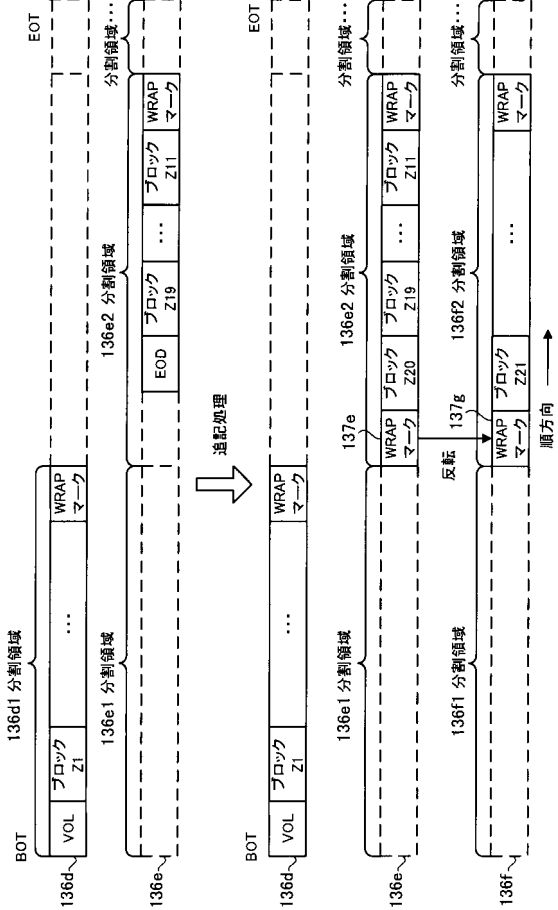 BOT
EOT
136d1 分割領域
136d
VOL
ブロック Z1
...
WRAP マーク
136e1 分割領域
136e2 分割領域
分割領域...
136e
EOD
ブロック Z19
...
ブロック Z11
WRAP マーク
追記処理
BOT
EOT
136d
VOL
ブロック Z1
...
WRAP マーク
136e1 分割領域
136e2 分割領域
分割領域...
136e
137e
WRAP マーク
ブロック Z20
ブロック Z19
...
ブロック Z11
WRAP マーク
反転
136f1 分割領域
137g
136f2 分割領域
分割領域...
136f
WRAP マーク
ブロック Z21
...
WRAP マーク
順方向